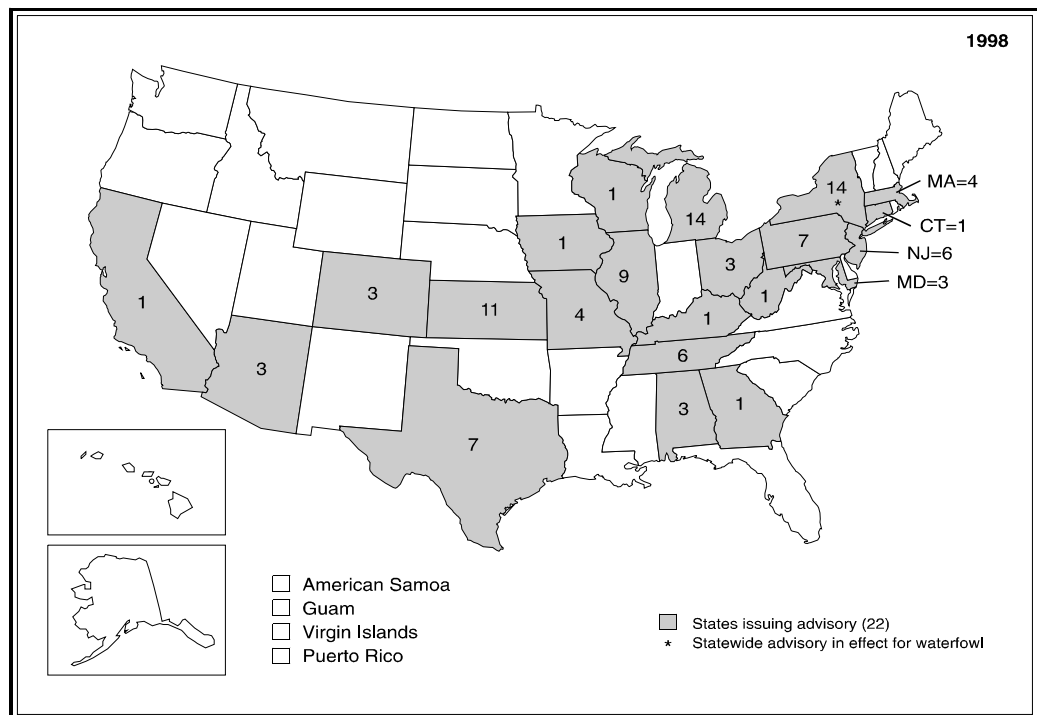 1998
MA=4
14
*
1
14
CT=1
7
NJ=6
1
3
9
MD=3
3
1
1
11
4
1
6
3
3
1
7
American Samoa
Guam
Virgin Islands
Puerto Rico
States issuing advisory (22)
* Statewide advisory in effect for waterfowl